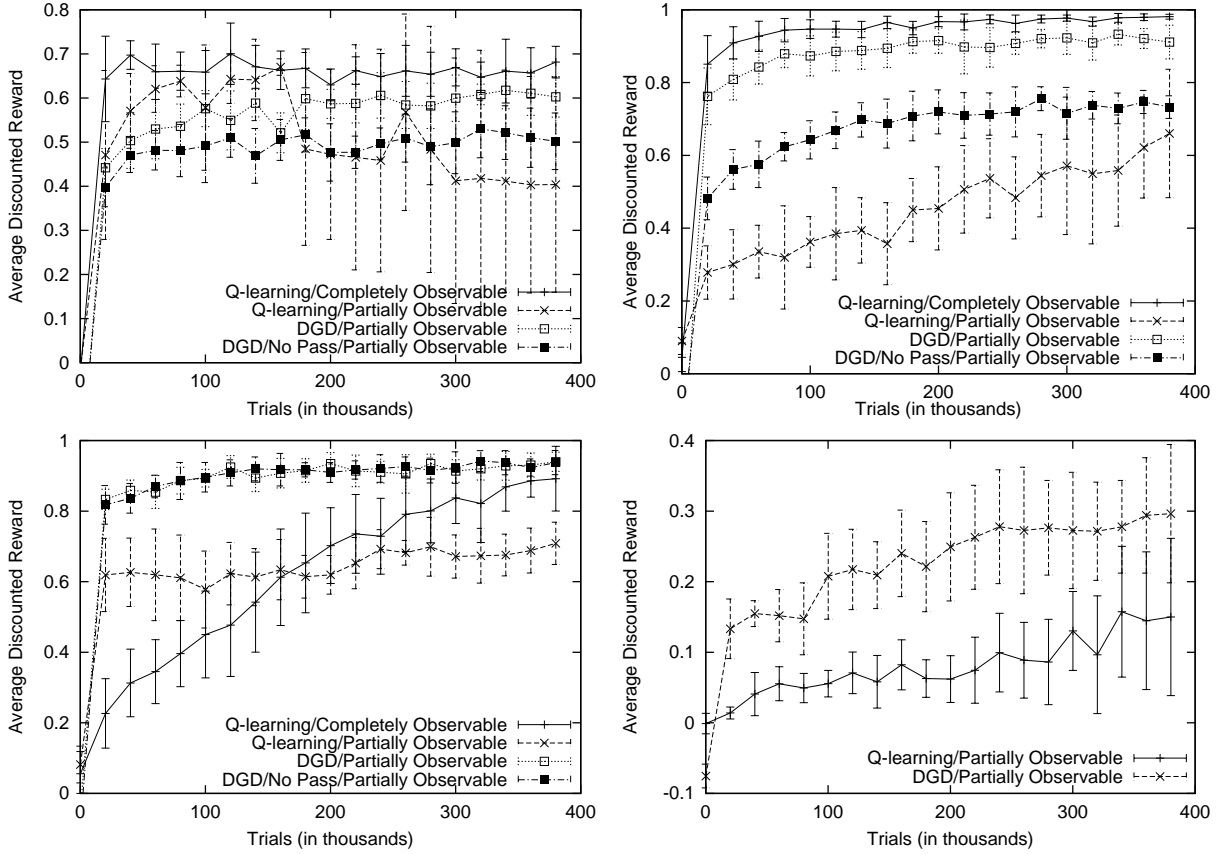 0.8
0.7
0.6
0.5
0.4
0.3
0.2
0.1
0
0 100 200 300 400
Average Discounted Reward
Trials (in thousands)
Q-learning/Completely Observable
Q-learning/Partially Observable
DGD/Partially Observable
DGD/No Pass/Partially Observable
1
0.8
0.6
0.4
0.2
0
0 100 200 300 400
Average Discounted Reward
Trials (in thousands)
Q-learning/Completely Observable
Q-learning/Partially Observable
DGD/Partially Observable
DGD/No Pass/Partially Observable
1
0.8
0.6
0.4
0.2
0
0 100 200 300 400
Average Discounted Reward
Trials (in thousands)
Q-learning/Completely Observable
Q-learning/Partially Observable
DGD/Partially Observable
DGD/No Pass/Partially Observable
0.4
0.3
0.2
0.1
0
-0.1
0 100 200 300 400
Average Discounted Reward
Trials (in thousands)
Q-learning/Partially Observable
DGD/Partially Observable